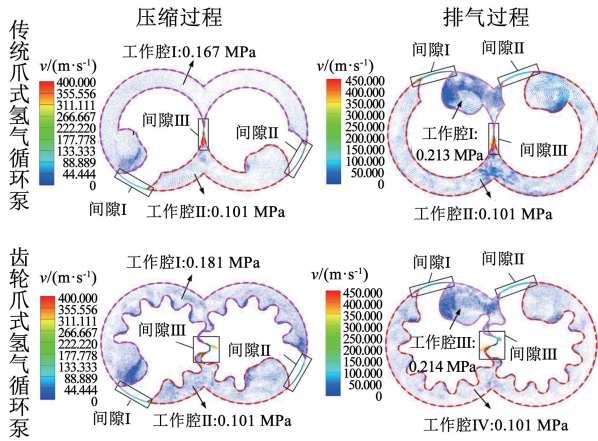 压缩过程
排气过程
传统爪式氢气循环泵
v/(m·s⁻¹)
400.000
355.556
311.111
266.667
222.220
177.777
133.333
88.889
44.444
0
工作腔I:0.167 MPa
间隙III
间隙II
间隙I
工作腔II:0.101 MPa
v/(m·s⁻¹)
450.000
400.000
350.000
300.000
250.000
200.000
150.000
100.000
50.000
0
间隙I
间隙II
工作腔I:
0.213 MPa
间隙III
工作腔II:0.101 MPa
齿轮爪式氢气循环泵
v/(m·s⁻¹)
400.000
355.556
311.111
266.667
222.220
177.777
133.333
88.889
44.444
0
工作腔I:0.181 MPa
间隙III
间隙II
间隙I
工作腔II:0.101 MPa
v/(m·s⁻¹)
450.000
400.000
350.000
300.000
250.000
200.000
150.000
100.000
50.000
0
间隙I
间隙II
工作腔III:
0.214 MPa
间隙III
工作腔IV:0.101 MPa